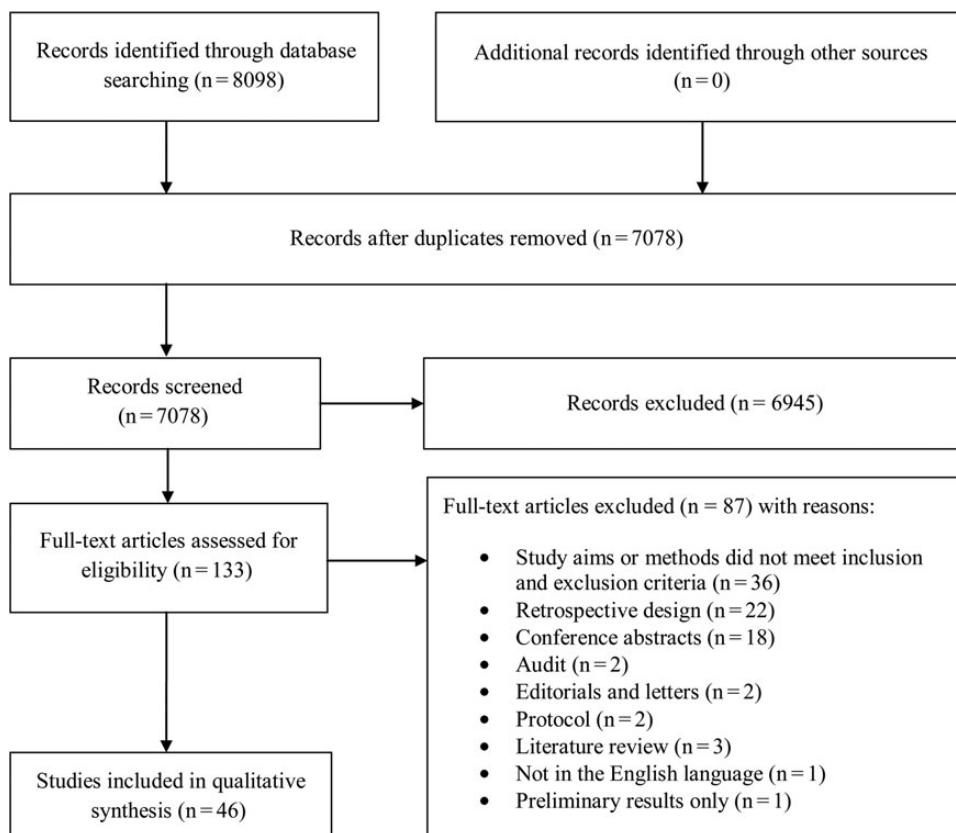 Records identified through database
searching (n=8098)
Additional records identified through other sources
(n=0)
Records after duplicates removed (n=7078)
Records screened
(n=7078)
Records excluded (n = 6945)
Full-text articles assessed for
eligibility (n=133)
Full-text articles excluded (n = 87) with reasons:
• Study aims or methods did not meet inclusion
and exclusion criteria (n=36)
• Retrospective design (n=22)
• Conference abstracts (n=18)
• Audit (n=2)
• Editorials and letters (n=2)
• Protocol (n=2)
• Literature review (n=3)
• Not in the English language (n=1)
• Preliminary results only (n=1)
Studies included in qualitative
synthesis (n=46)